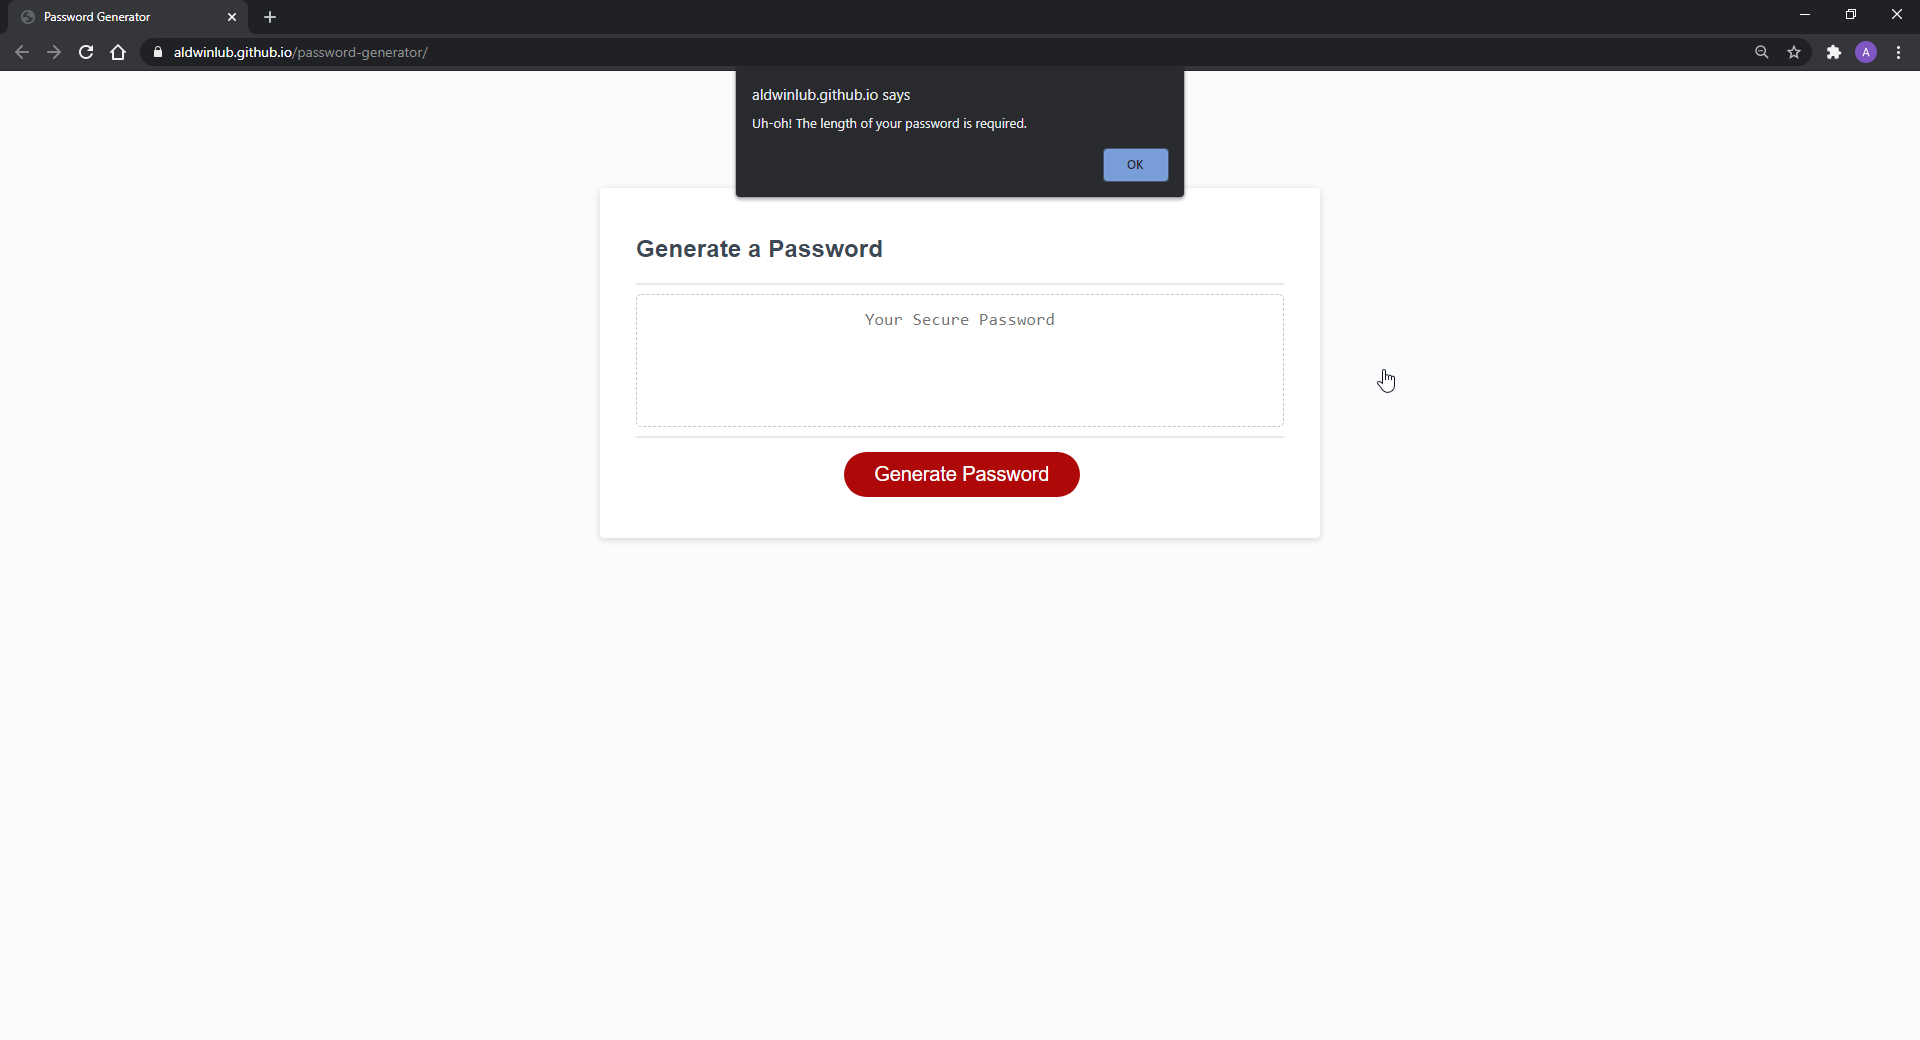 Password Generator
aldwinlub.github.io/password-generator/
A
aldwinlub.github.io says
Uh-oh! The length of your password is required.
OK
Generate a Password
Your Secure Password
Generate Password